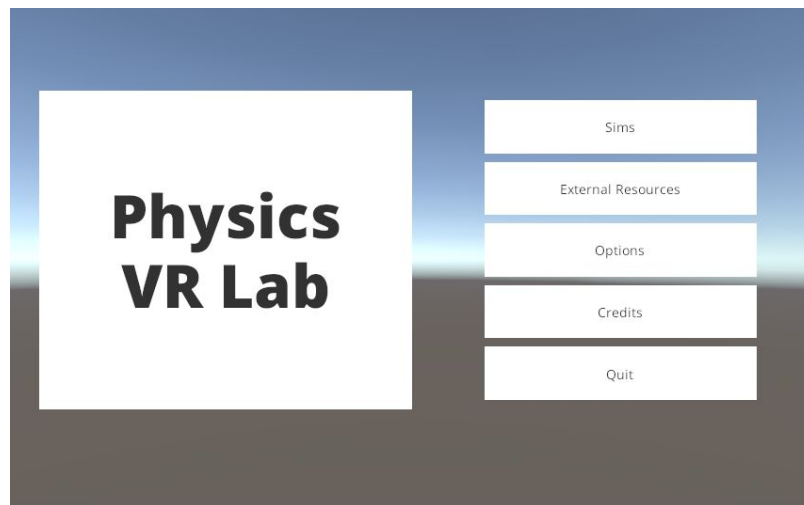 Physics
VR Lab
Sims
External Resources
Options
Credits
Quit